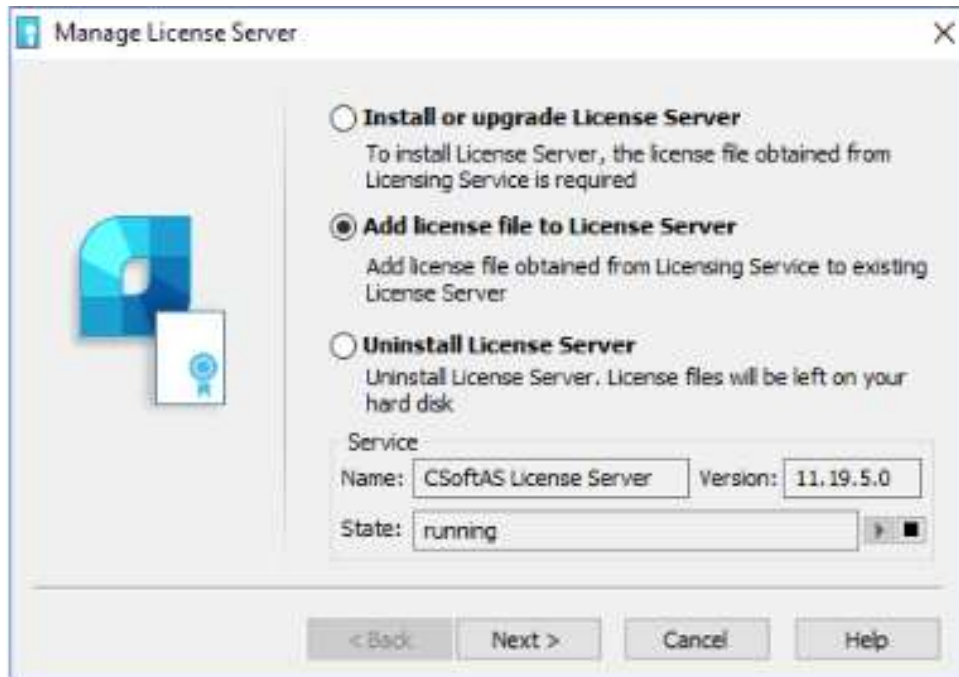 Manage License Server
Install or upgrade License Server
To install License Server, the license file obtained from
Licensing Service is required
Add license file to License Server
Add license file obtained from Licensing Service to existing
License Server
Uninstall License Server
Uninstall License Server. License files will be left on your
hard disk
Service
Name: CSoftAS License Server Version: 11.19.5.0
State: running
< Back Next > Cancel Help